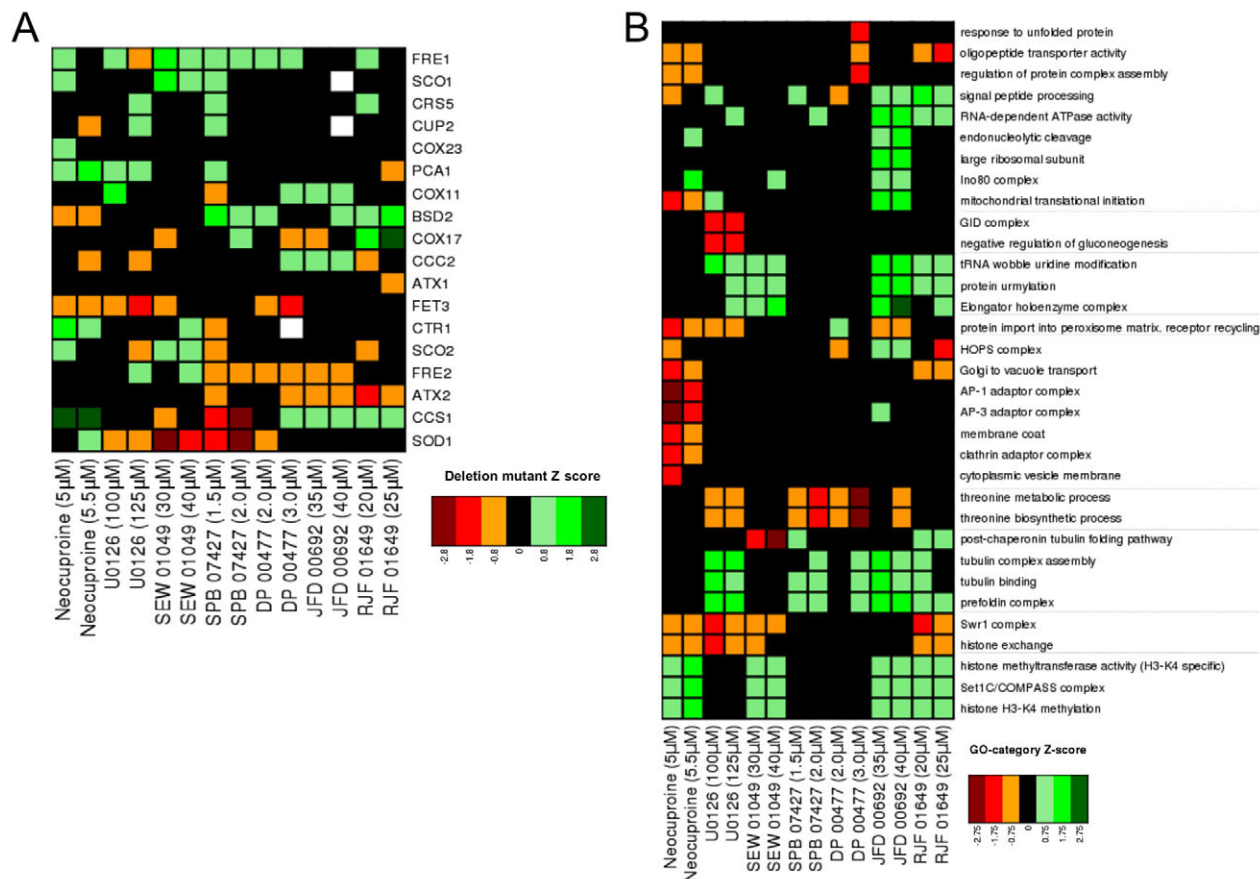 A
FRE1
SCO1
CRS5
CUP2
COX23
PCA1
COX11
BSD2
COX17
CCC2
ATX1
FET3
CTR1
SCO2
FRE2
ATX2
CCS1
SOD1
Neocuproine (5µM)
Neocuproine (5.5µM)
U0126 (100µM)
U0126 (125µM)
SEW 01049 (30µM)
SEW 01049 (40µM)
SPB 07427 (1.5µM)
SPB 07427 (2.0µM)
DP 00477 (2.0µM)
DP 00477 (3.0µM)
JFD 00692 (35µM)
JFD 00692 (40µM)
RJF 01649 (20µM)
RJF 01649 (25µM)
Deletion mutant Z score
-2.8
-1.8
-0.8
0
0.8
1.8
2.8
B
response to unfolded protein
oligopeptide transporter activity
regulation of protein complex assembly
signal peptide processing
RNA-dependent ATPase activity
endonucleolytic cleavage
large ribosomal subunit
Ino80 complex
mitochondrial translational initiation
GID complex
negative regulation of gluconeogenesis
tRNA wobble uridine modification
protein urmylation
Elongator holoenzyme complex
protein import into peroxisome matrix. receptor recycling
HOPS complex
Golgi to vacuole transport
AP-1 adaptor complex
AP-3 adaptor complex
membrane coat
clathrin adaptor complex
cytoplasmic vesicle membrane
threonine metabolic process
threonine biosynthetic process
post-chaperonin tubulin folding pathway
tubulin complex assembly
tubulin binding
prefoldin complex
Swr1 complex
histone exchange
histone methyltransferase activity (H3-K4 specific)
Set1C/COMPASS complex
histone H3-K4 methylation
Neocuproine (5µM)
Neocuproine (5.5µM)
U0126 (100µM)
U0126 (125µM)
SEW 01049 (30µM)
SEW 01049 (40µM)
SPB 07427 (1.5µM)
SPB 07427 (2.0µM)
DP 00477 (2.0µM)
DP 00477 (3.0µM)
JFD 00692 (35µM)
JFD 00692 (40µM)
RJF 01649 (20µM)
RJF 01649 (25µM)
GO-category Z-score
-2.75
-1.75
-0.75
0
0.75
1.75
2.75